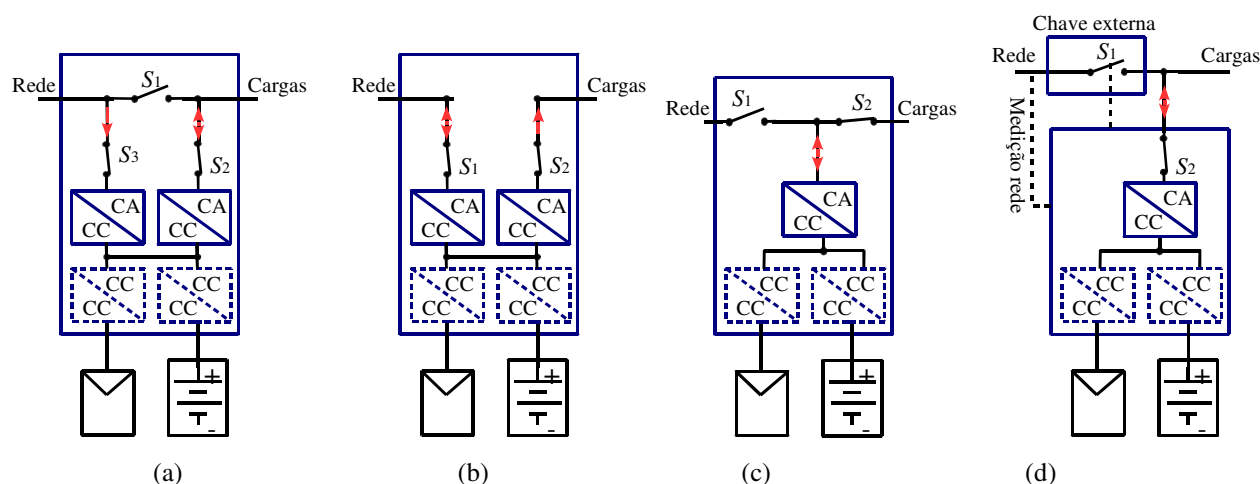 Rede
S1
Cargas
S3
S2
CA
CC
CA
CC
CC
CC
CC
CC
+
-
(a)
Rede
Cargas
S1
S2
CA
CC
CA
CC
CC
CC
CC
CC
+
-
(b)
Rede
S1
S2
Cargas
CA
CC
CC
CC
CC
CC
+
-
(c)
Chave externa
Rede
S1
Cargas
Medição rede
S2
CA
CC
CC
CC
CC
CC
+
-
(d)